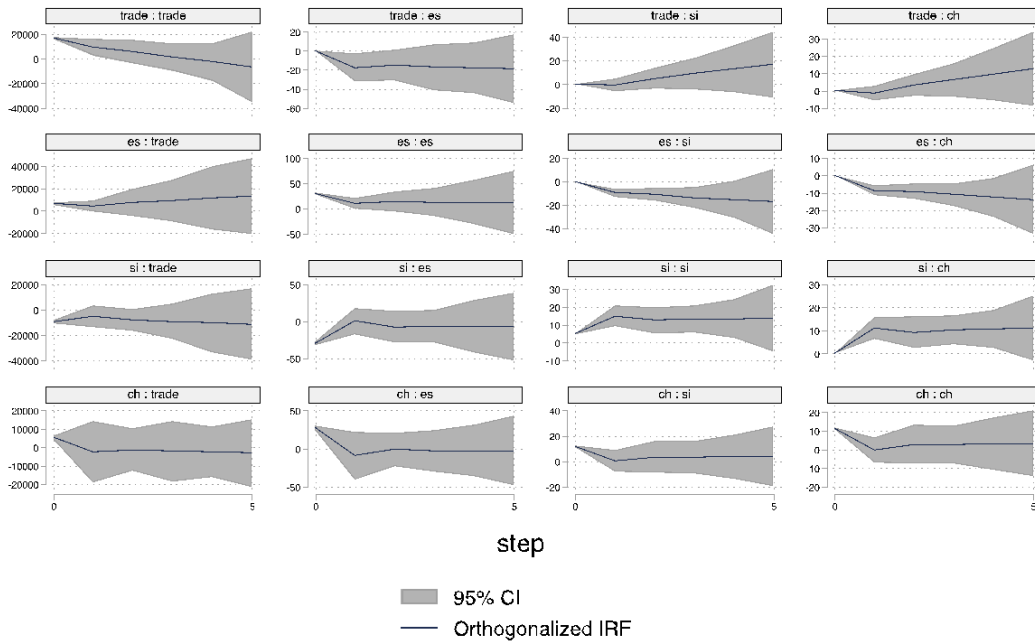 trade : trade trade : es trade : si trade : ch
20000 0 -20000 -40000
20 0 -20 -40 -60
40 20 0 -20
30 20 10 0 -10
es : trade es : es es : si es : ch
40000 20000 0 -20000
100 50 0 -50
20 0 -20 -40
10 0 -10 -20 -30
si : trade si : es si : si si : ch
20000 0 -20000 -40000
50 0 -50
30 20 10 0 -10
30 20 10 0
ch : trade ch : es ch : si ch : ch
20000 10000 0 -10000 -20000
50 0 -50
40 20 0 -20
20 10 0 -10 -20
0 5 0 5 0 5 0 5
step
95% CI
Orthogonalized IRF